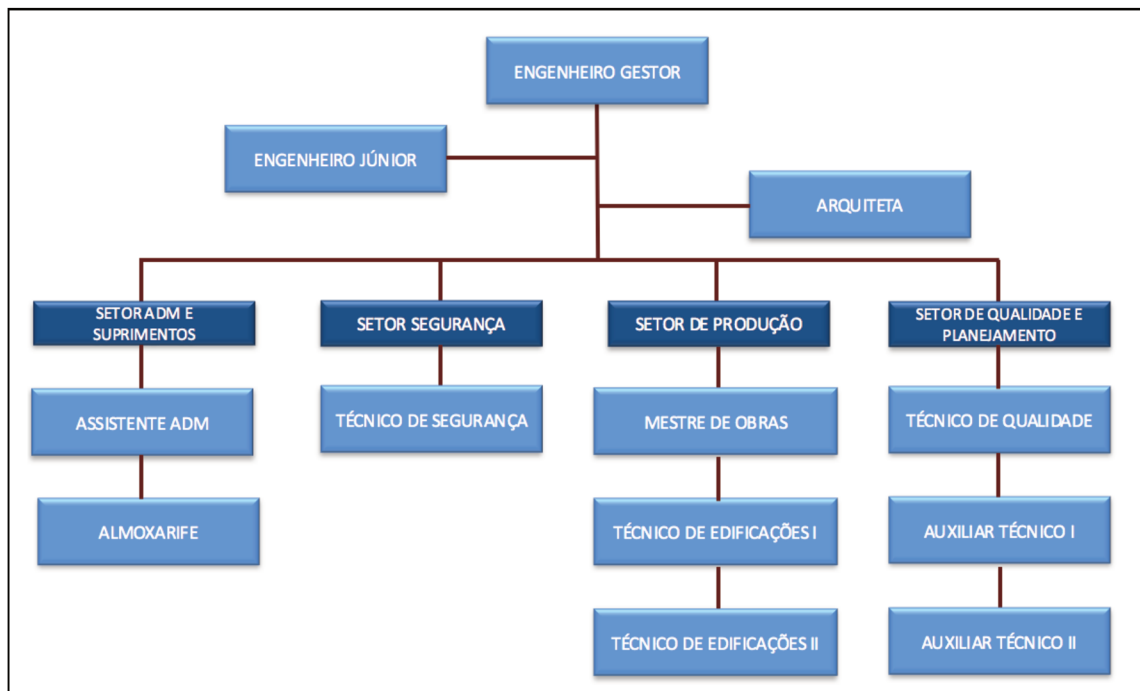 ENGENHEIRO GESTOR
ENGENHEIRO JÚNIOR
ARQUITETA
SETOR ADM E
SUPRIMENTOS
SETOR SEGURANÇA
SETOR DE PRODUÇÃO
SETOR DE QUALIDADE E
PLANEJAMENTO
ASSISTENTE ADM
TÉCNICO DE SEGURANÇA
MESTRE DE OBRAS
TÉCNICO DE QUALIDADE
ALMOXARIFE
TÉCNICO DE EDIFICAÇÕES I
AUXILIAR TÉCNICO I
TÉCNICO DE EDIFICAÇÕES II
AUXILIAR TÉCNICO II